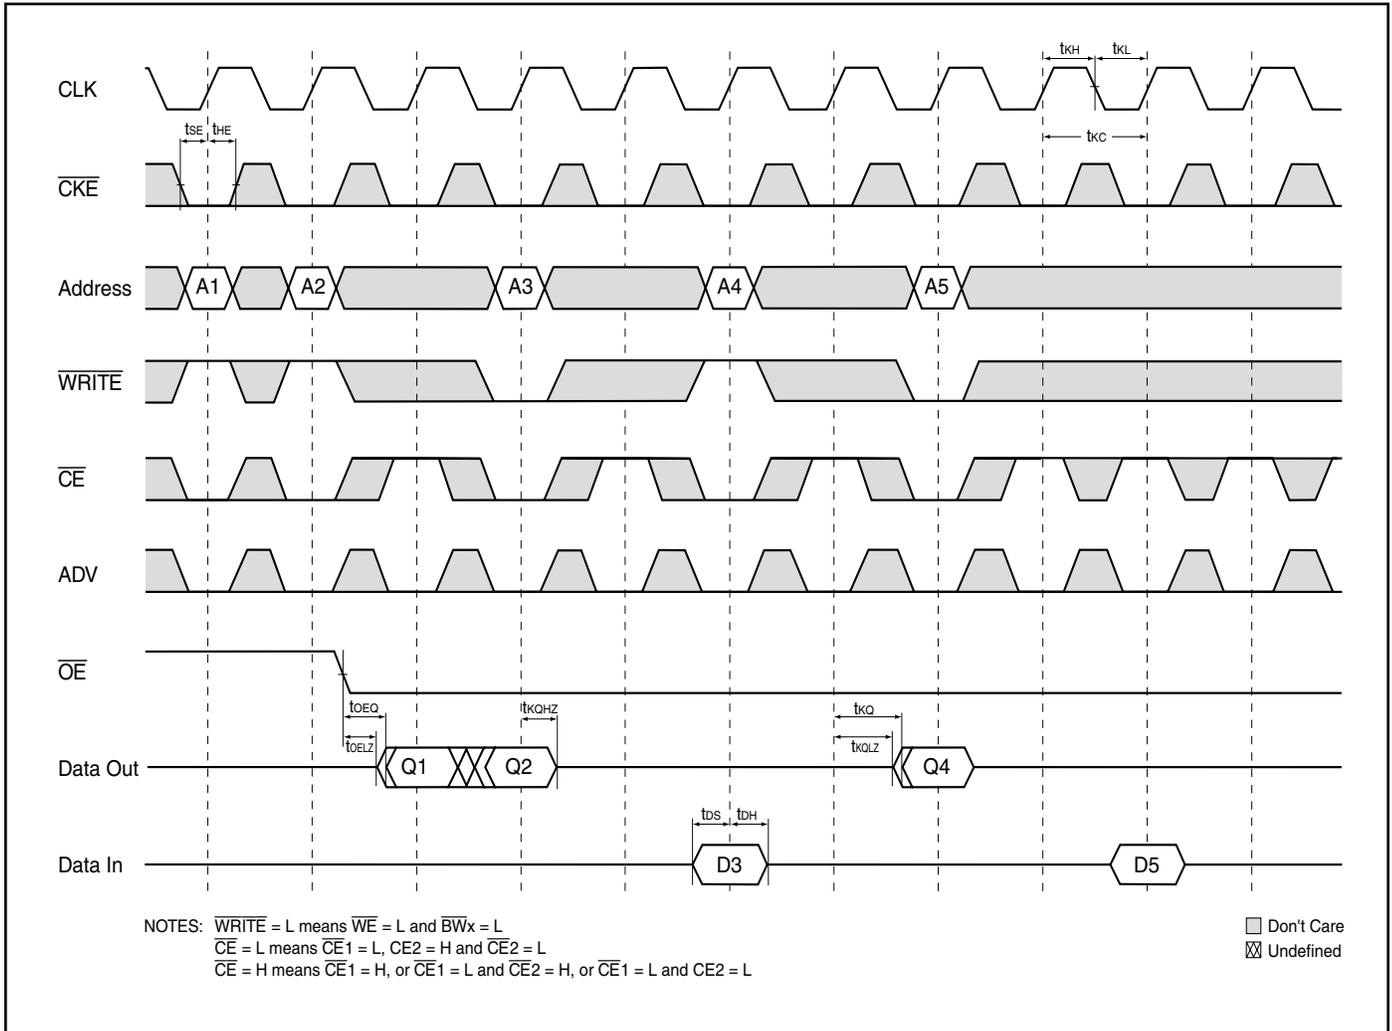 tKH tKL
CLK
tSE tHE
tKC
CKE
Address A1 A2 A3 A4 A5
WRITE
CE
ADV
OE
tOEQ tKQHZ tKQ
tOELZ tKQLZ
Data Out Q1 Q2 Q4
tDS tDH
Data In D3 D5
NOTES: WRITE = L means WE = L and BWx = L
CE = L means CE1 = L, CE2 = H and CE2 = L
CE = H means CE1 = H, or CE1 = L and CE2 = H, or CE1 = L and CE2 = L
Don't Care
Undefined